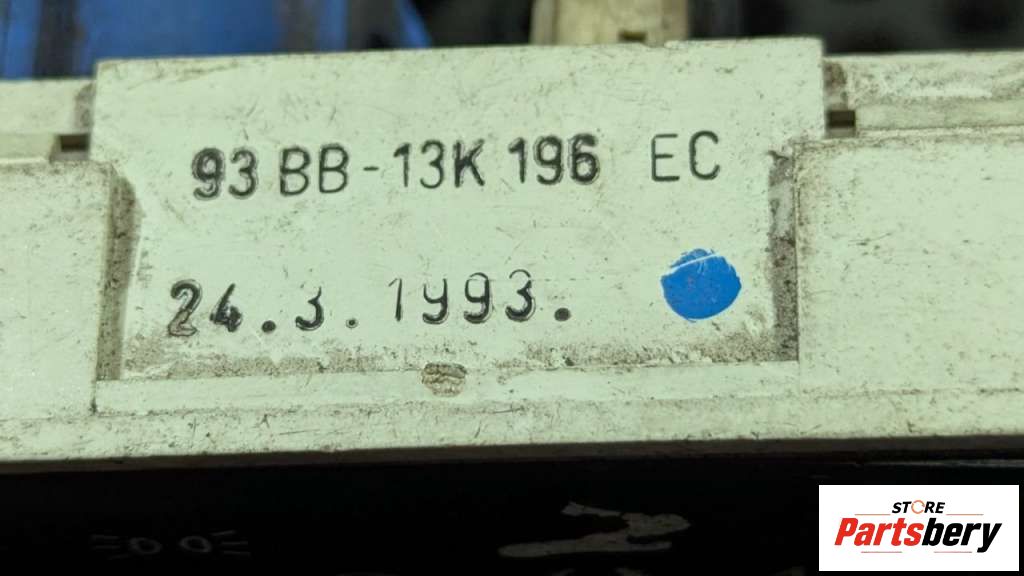 93 BB-13K 196 EC
24.3.1993.
STORE
Partsbery